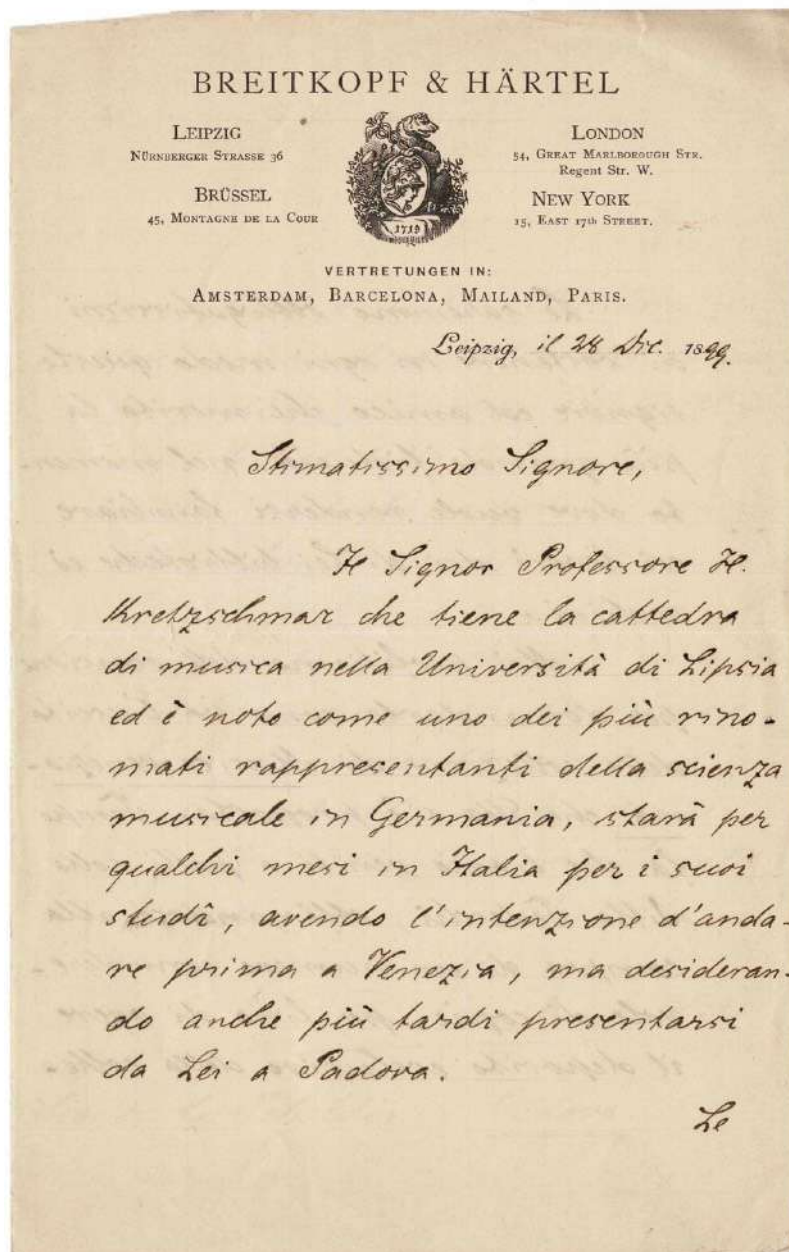 BREITKOPF & HÄRTEL
LEIPZIG
NÜRNBERGER STRASSE 36
BRÜSSEL
45, MONTAGNE DE LA COUR
1719
LONDON
54, GREAT MARLBOROUGH STR.
Regent Str. W.
NEW YORK
15, EAST 17th STREET.
VERTRETUNGEN IN:
AMSTERDAM, BARCELONA, MAILAND, PARIS.
Leipzig, il 28 Dic. 1899.
Stimatissimo Signore,
Il Signor Professore H.
Kretzschmar che tiene la cattedra
di musica nella Università di Lipsia
ed è noto come uno dei più rino-
mati rappresentanti della scienza
musicale in Germania, starà per
qualchi mesi in Italia per i suoi
studî, avendo l'intenzione d'anda-
re prima a Venezia, ma desideran-
do anche più tardi presentarsi
da Lei a Padova.
Le